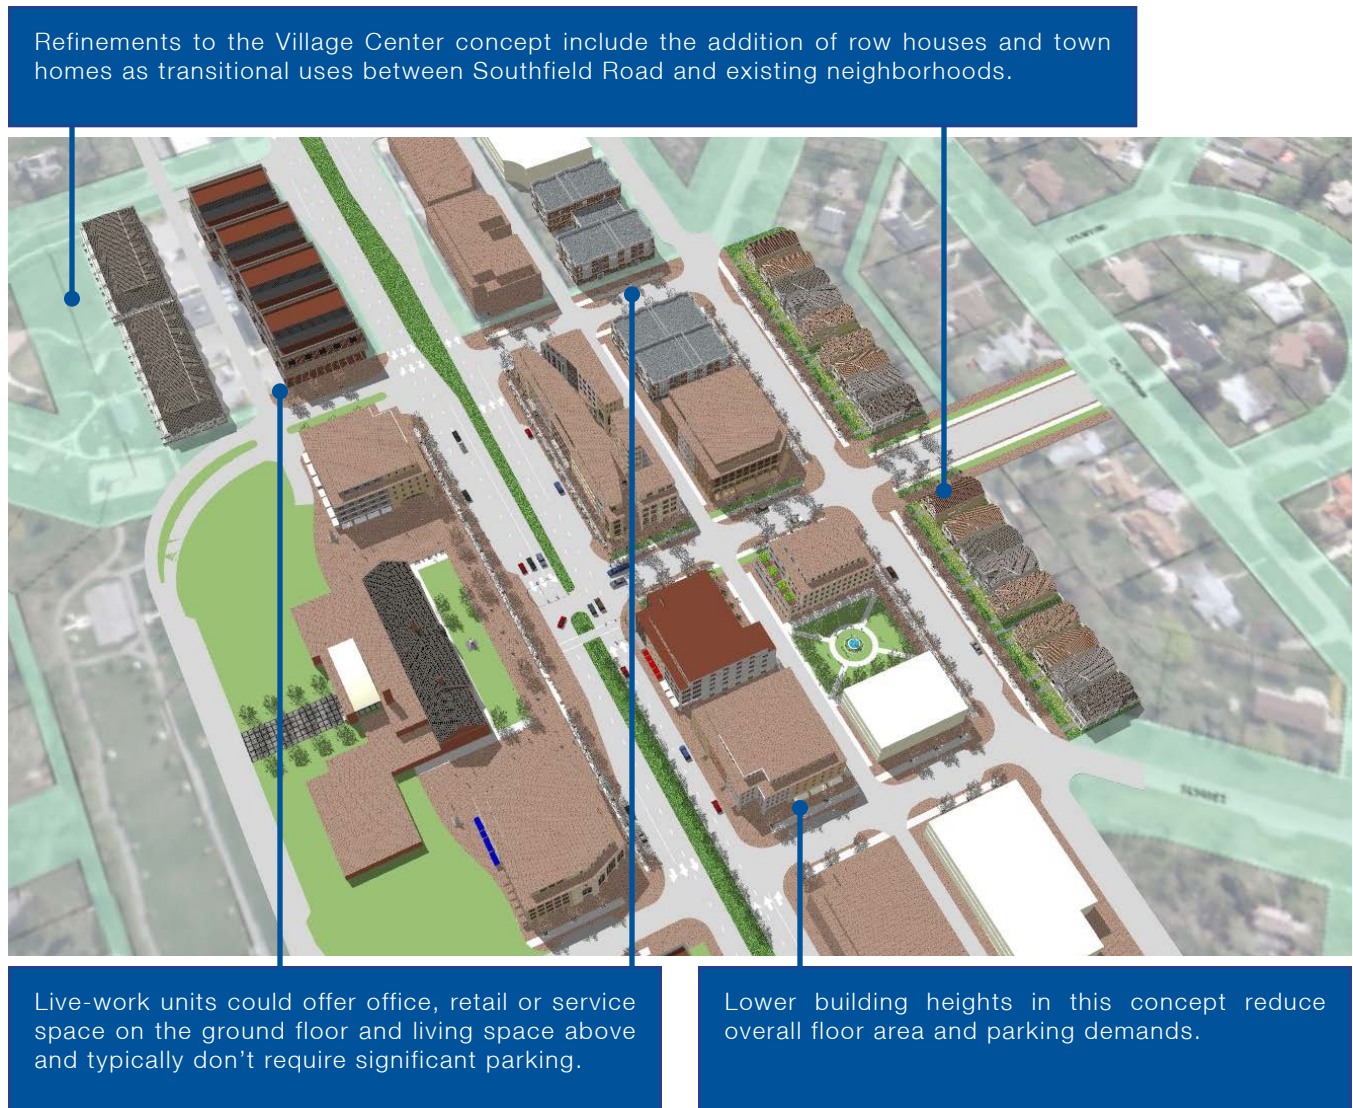 Refinements to the Village Center concept include the addition of row houses and town
homes as transitional uses between Southfield Road and existing neighborhoods.
Live-work units could offer office, retail or service
space on the ground floor and living space above
and typically don’t require significant parking.
Lower building heights in this concept reduce
overall floor area and parking demands.